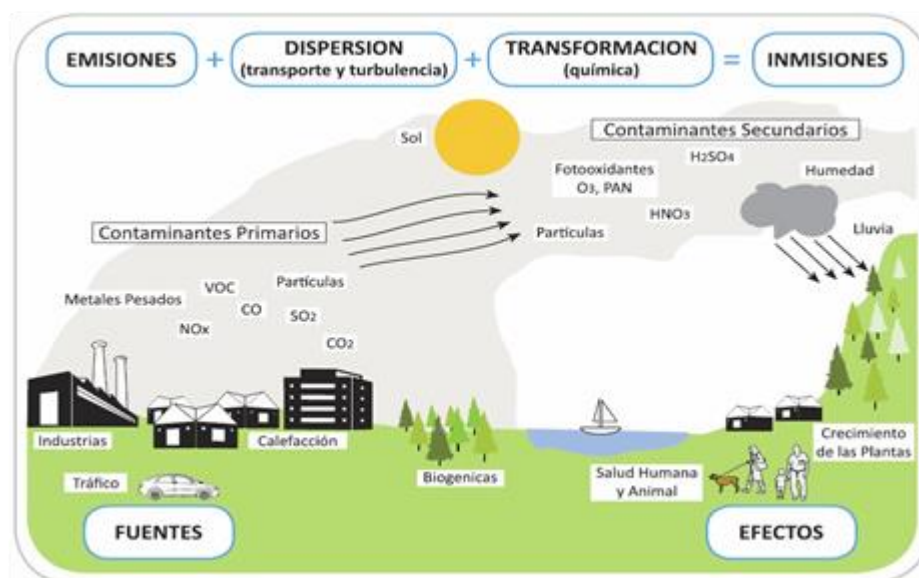 EMISIONES + DISPERSION (transporte y turbulencia) + TRANSFORMACION (química) = INMISIONES
Sol
Contaminantes Secundarios
H2SO4
Fotooxidantes
O3, PAN
Humedad
HNO3
Contaminantes Primarios
Partículas
Lluvia
Partículas
VOC
Metales Pesados
CO
SO2
NOx
CO2
Industrias
Calefacción
Crecimiento
de las Plantas
Tráfico
Biogenicas
Salud Humana
y Animal
FUENTES
EFECTOS